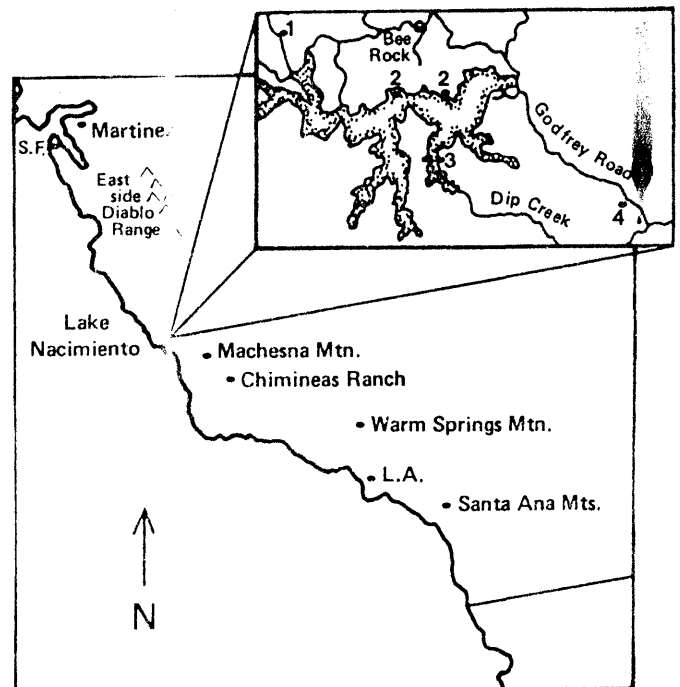 1
Bee
Rock
2
2
Godfrey Road
3
Dip Creek
4
Martine
S.F.
East
side
Diablo
Range
Lake
Nacimiento
Machesna Mtn.
Chimineas Ranch
Warm Springs Mtn.
L.A.
Santa Ana Mts.
N